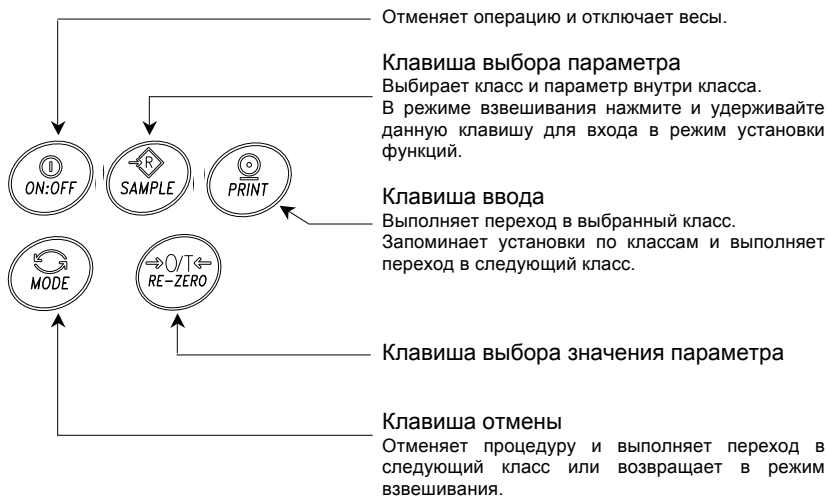 Отменяет операцию и отключает весы.
Клавиша выбора параметра
Выбирает класс и параметр внутри класса.
В режиме взвешивания нажмите и удерживайте
данную клавишу для входа в режим установки
функций.
ON:OFF
R
SAMPLE
PRINT
Клавиша ввода
Выполняет переход в выбранный класс.
Запоминает установки по классам и выполняет
переход в следующий класс.
MODE
→O/T←
RE-ZERO
Клавиша выбора значения параметра
Клавиша отмены
Отменяет процедуру и выполняет переход в
следующий класс или возвращает в режим
взвешивания.